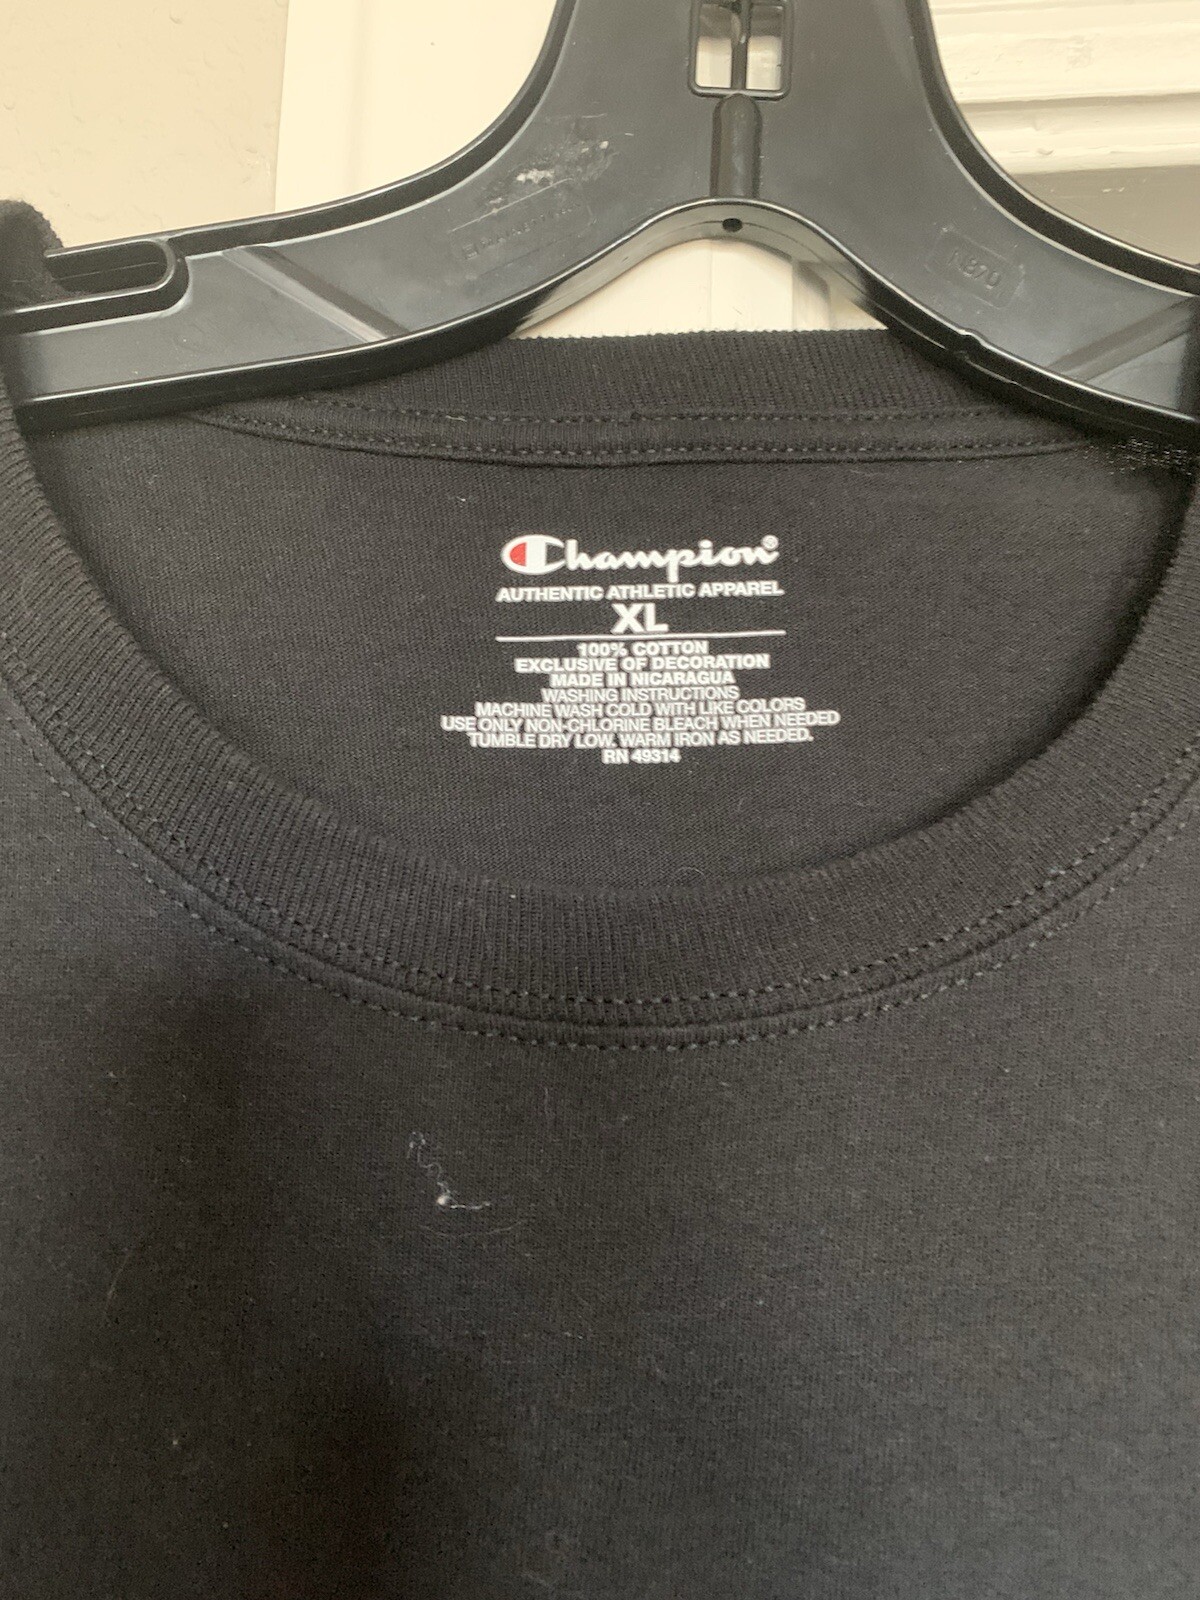 Champion®
AUTHENTIC ATHLETIC APPAREL
XL
100% COTTON
EXCLUSIVE OF DECORATION
MADE IN NICARAGUA
WASHING INSTRUCTIONS
MACHINE WASH COLD WITH LIKE COLORS
USE ONLY NON-CHLORINE BLEACH WHEN NEEDED
TUMBLE DRY LOW. WARM IRON AS NEEDED.
RN 49314